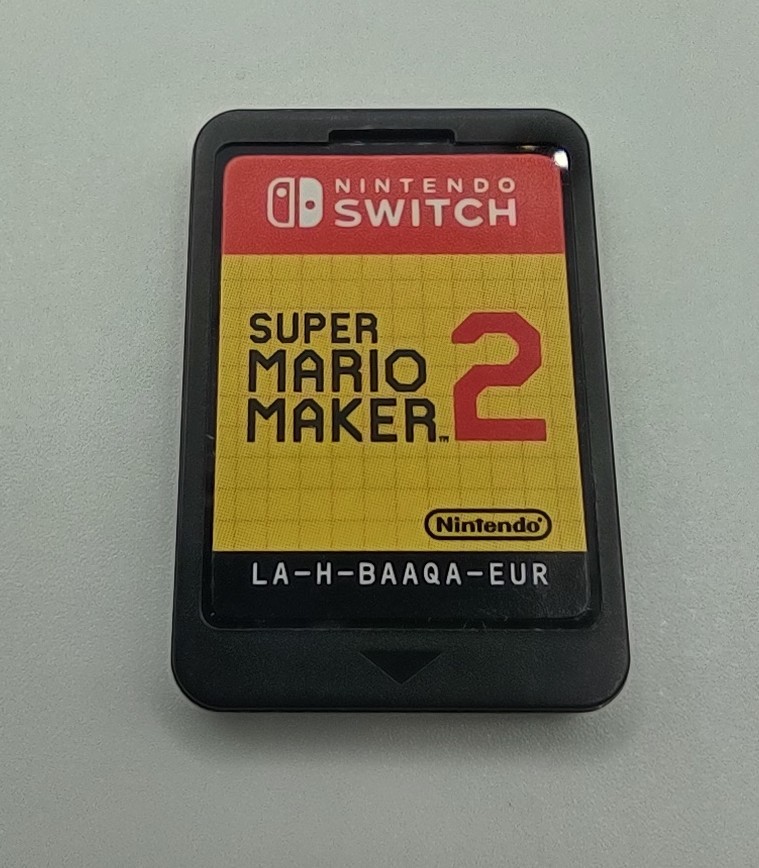 NINTENDO
SWITCH
SUPER
MARIO
MAKER™
2
Nintendo®
LA-H-BAAQA-EUR